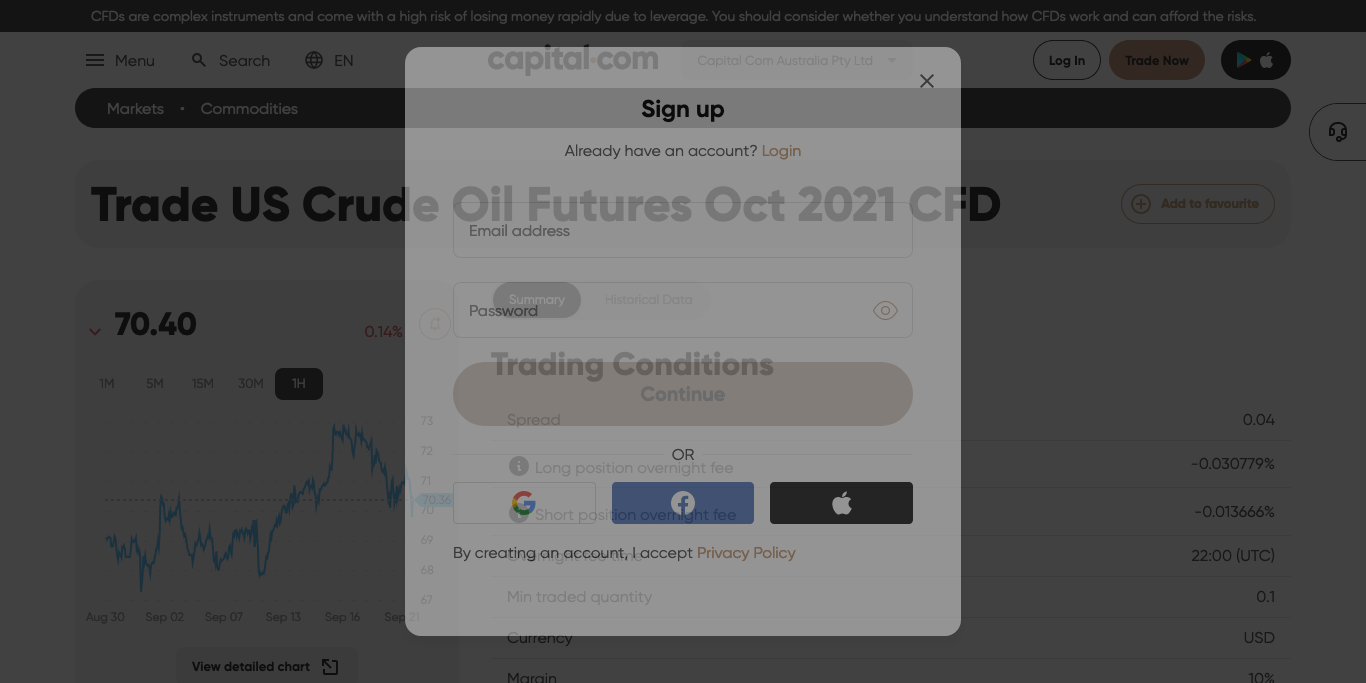 CFDs are complex instruments and come with a high risk of losing money rapidly due to leverage. You should consider whether you understand how CFDs work and can afford the risks.
Menu Search EN
capital.com
Capital Com Australia Pty Ltd
Log In
Trade Now
Markets • Commodities
Sign up
Already have an account? Login
Trade US Crude Oil Futures Oct 2021 CFD
Add to favourite
Email address
Summary
Historical Data
Password
70.40
0.14%
Trading Conditions
Continue
1M 5M 15M 30M 1H
Spread 0.04
OR
Long position overnight fee -0.030779%
Short position overnight fee -0.013666%
Overnight fee time 22:00 (UTC)
By creating an account, I accept Privacy Policy
Min traded quantity 0.1
Currency USD
Margin 10%
73
72
71
70.36
70
69
68
67
Aug 30 Sep 02 Sep 07 Sep 13 Sep 16 Sep 21
View detailed chart